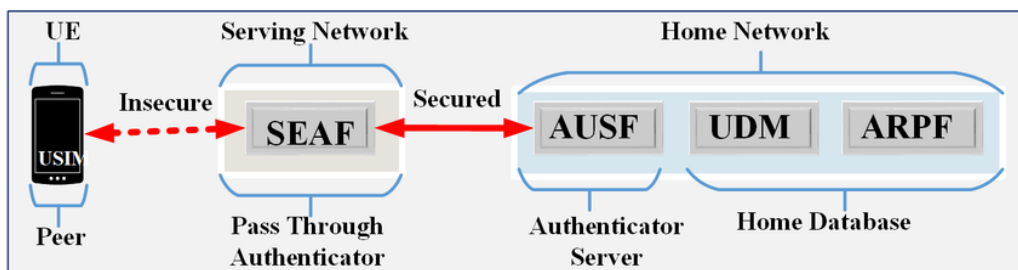 UE
Serving Network
Home Network
Insecure
Secured
USIM
SEAF
AUSF
UDM
ARPF
Peer
Pass Through
Authenticator
Authenticator
Server
Home Database